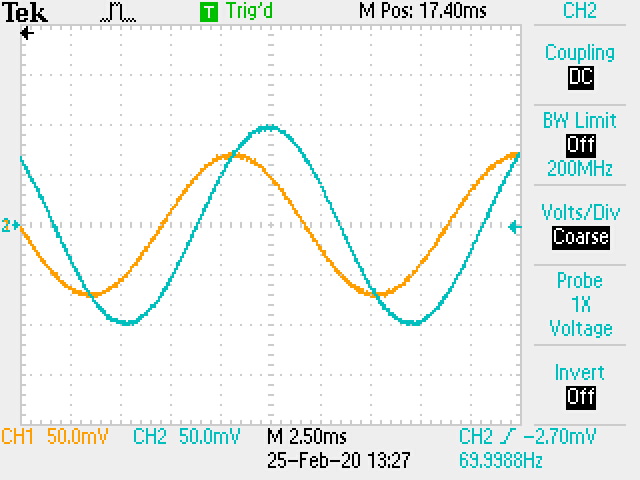 Tek T Trig'd M Pos: 17.40ms CH2
Coupling
DC
BW Limit
Off
200MHz
Volts/Div
Coarse
Probe
1X
Voltage
Invert
Off
2
CH1 50.0mV CH2 50.0mV M 2.50ms CH2 -2.70mV
25-Feb-20 13:27 69.9988Hz